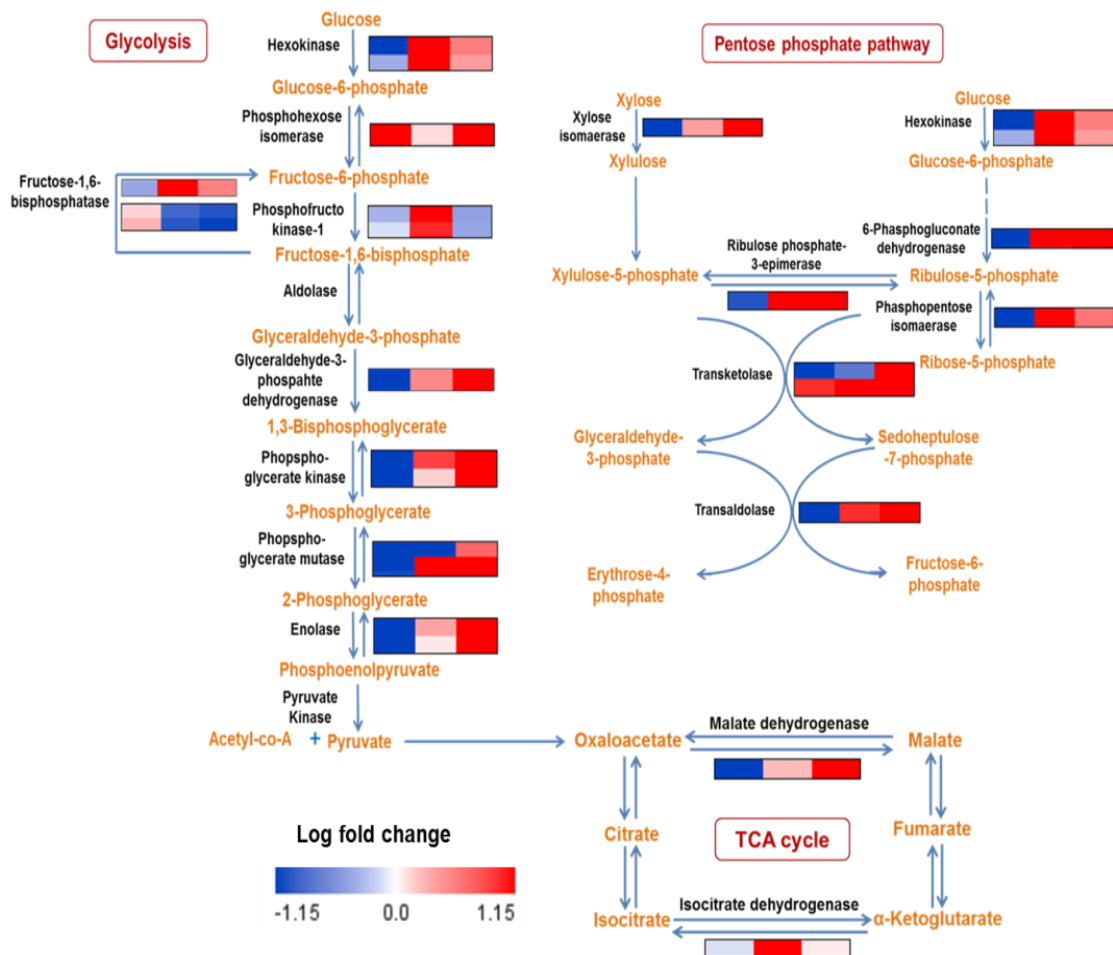 Glycolysis
Glucose
Hexokinase
Glucose-6-phosphate
Phosphohexose
isomerase
Fructose-1,6-
bisphosphatase
Fructose-6-phosphate
Phosphofructo
kinase-1
Fructose-1,6-bisphosphate
Aldolase
Glyceraldehyde-3-phosphate
Glyceraldehyde-3-
phospahte
dehydrogenase
1,3-Bisphosphoglycerate
Phopspho-
glycerate kinase
3-Phosphoglycerate
Phopspho-
glycerate mutase
2-Phosphoglycerate
Enolase
Phosphoenolpyruvate
Pyruvate
Kinase
Acetyl-co-A + Pyruvate
Pentose phosphate pathway
Xylose
Xylose
isomaerase
Xylulose
Glucose
Hexokinase
Glucose-6-phosphate
6-Phasphogluconate
dehydrogenase
Ribulose phosphate-
3-epimerase
Xylulose-5-phosphate
Ribulose-5-phosphate
Phasphopentose
isomaerase
Ribose-5-phosphate
Transketolase
Glyceraldehyde-
3-phosphate
Sedoheptulose
-7-phosphate
Transaldolase
Erythrose-4-
phosphate
Fructose-6-
phosphate
Malate dehydrogenase
Oxaloacetate
Malate
Citrate
TCA cycle
Fumarate
Isocitrate dehydrogenase
Isocitrate
α-Ketoglutarate
Log fold change
-1.15 0.0 1.15